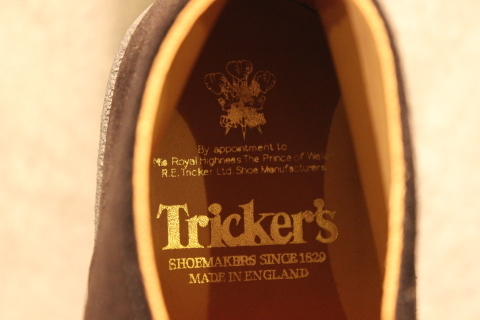 By appointment to
His Royal Highness The Prince of Wales
R.E. Tricker Ltd. Shoe Manufacturers
Tricker's
SHOEMAKERS SINCE 1829
MADE IN ENGLAND